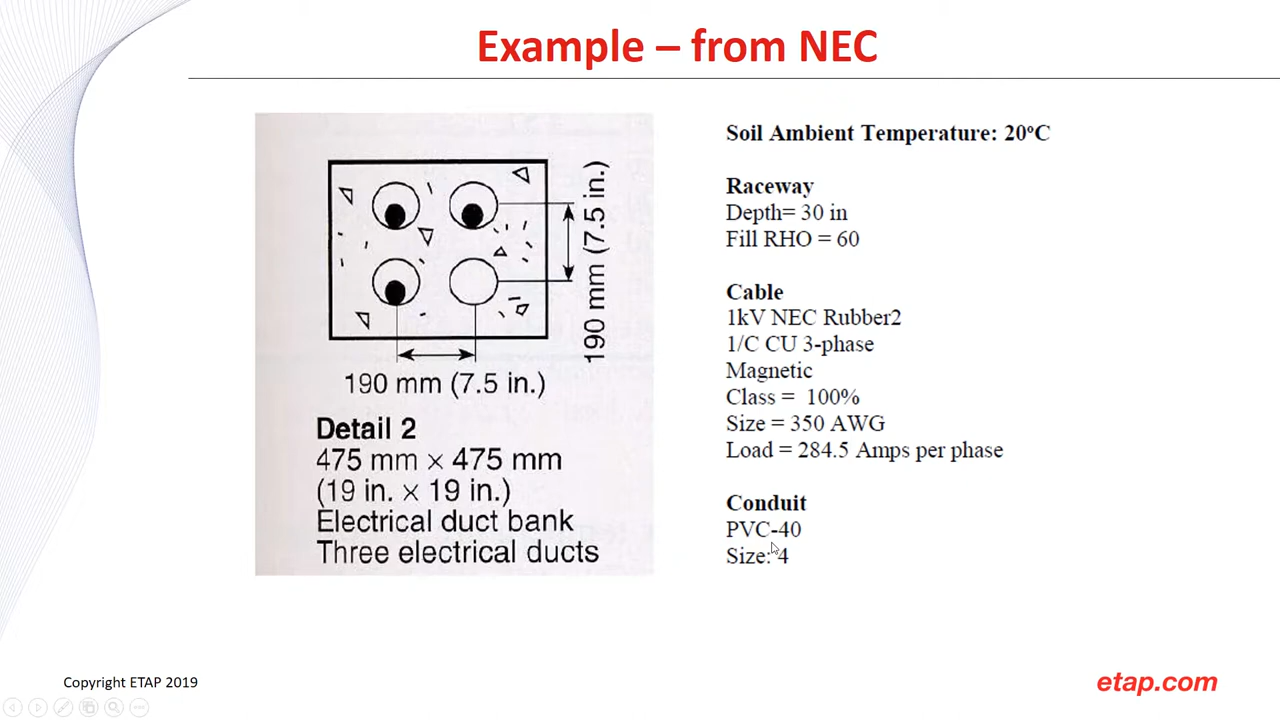 Example – from NEC
190 mm (7.5 in.)
190 mm (7.5 in.)
Detail 2
475 mm × 475 mm
(19 in. × 19 in.)
Electrical duct bank
Three electrical ducts
Soil Ambient Temperature: 20ºC
Raceway
Depth= 30 in
Fill RHO = 60
Cable
1kV NEC Rubber2
1/C CU 3-phase
Magnetic
Class = 100%
Size = 350 AWG
Load = 284.5 Amps per phase
Conduit
PVC-40
Size: 4
Copyright ETAP 2019
etap.com